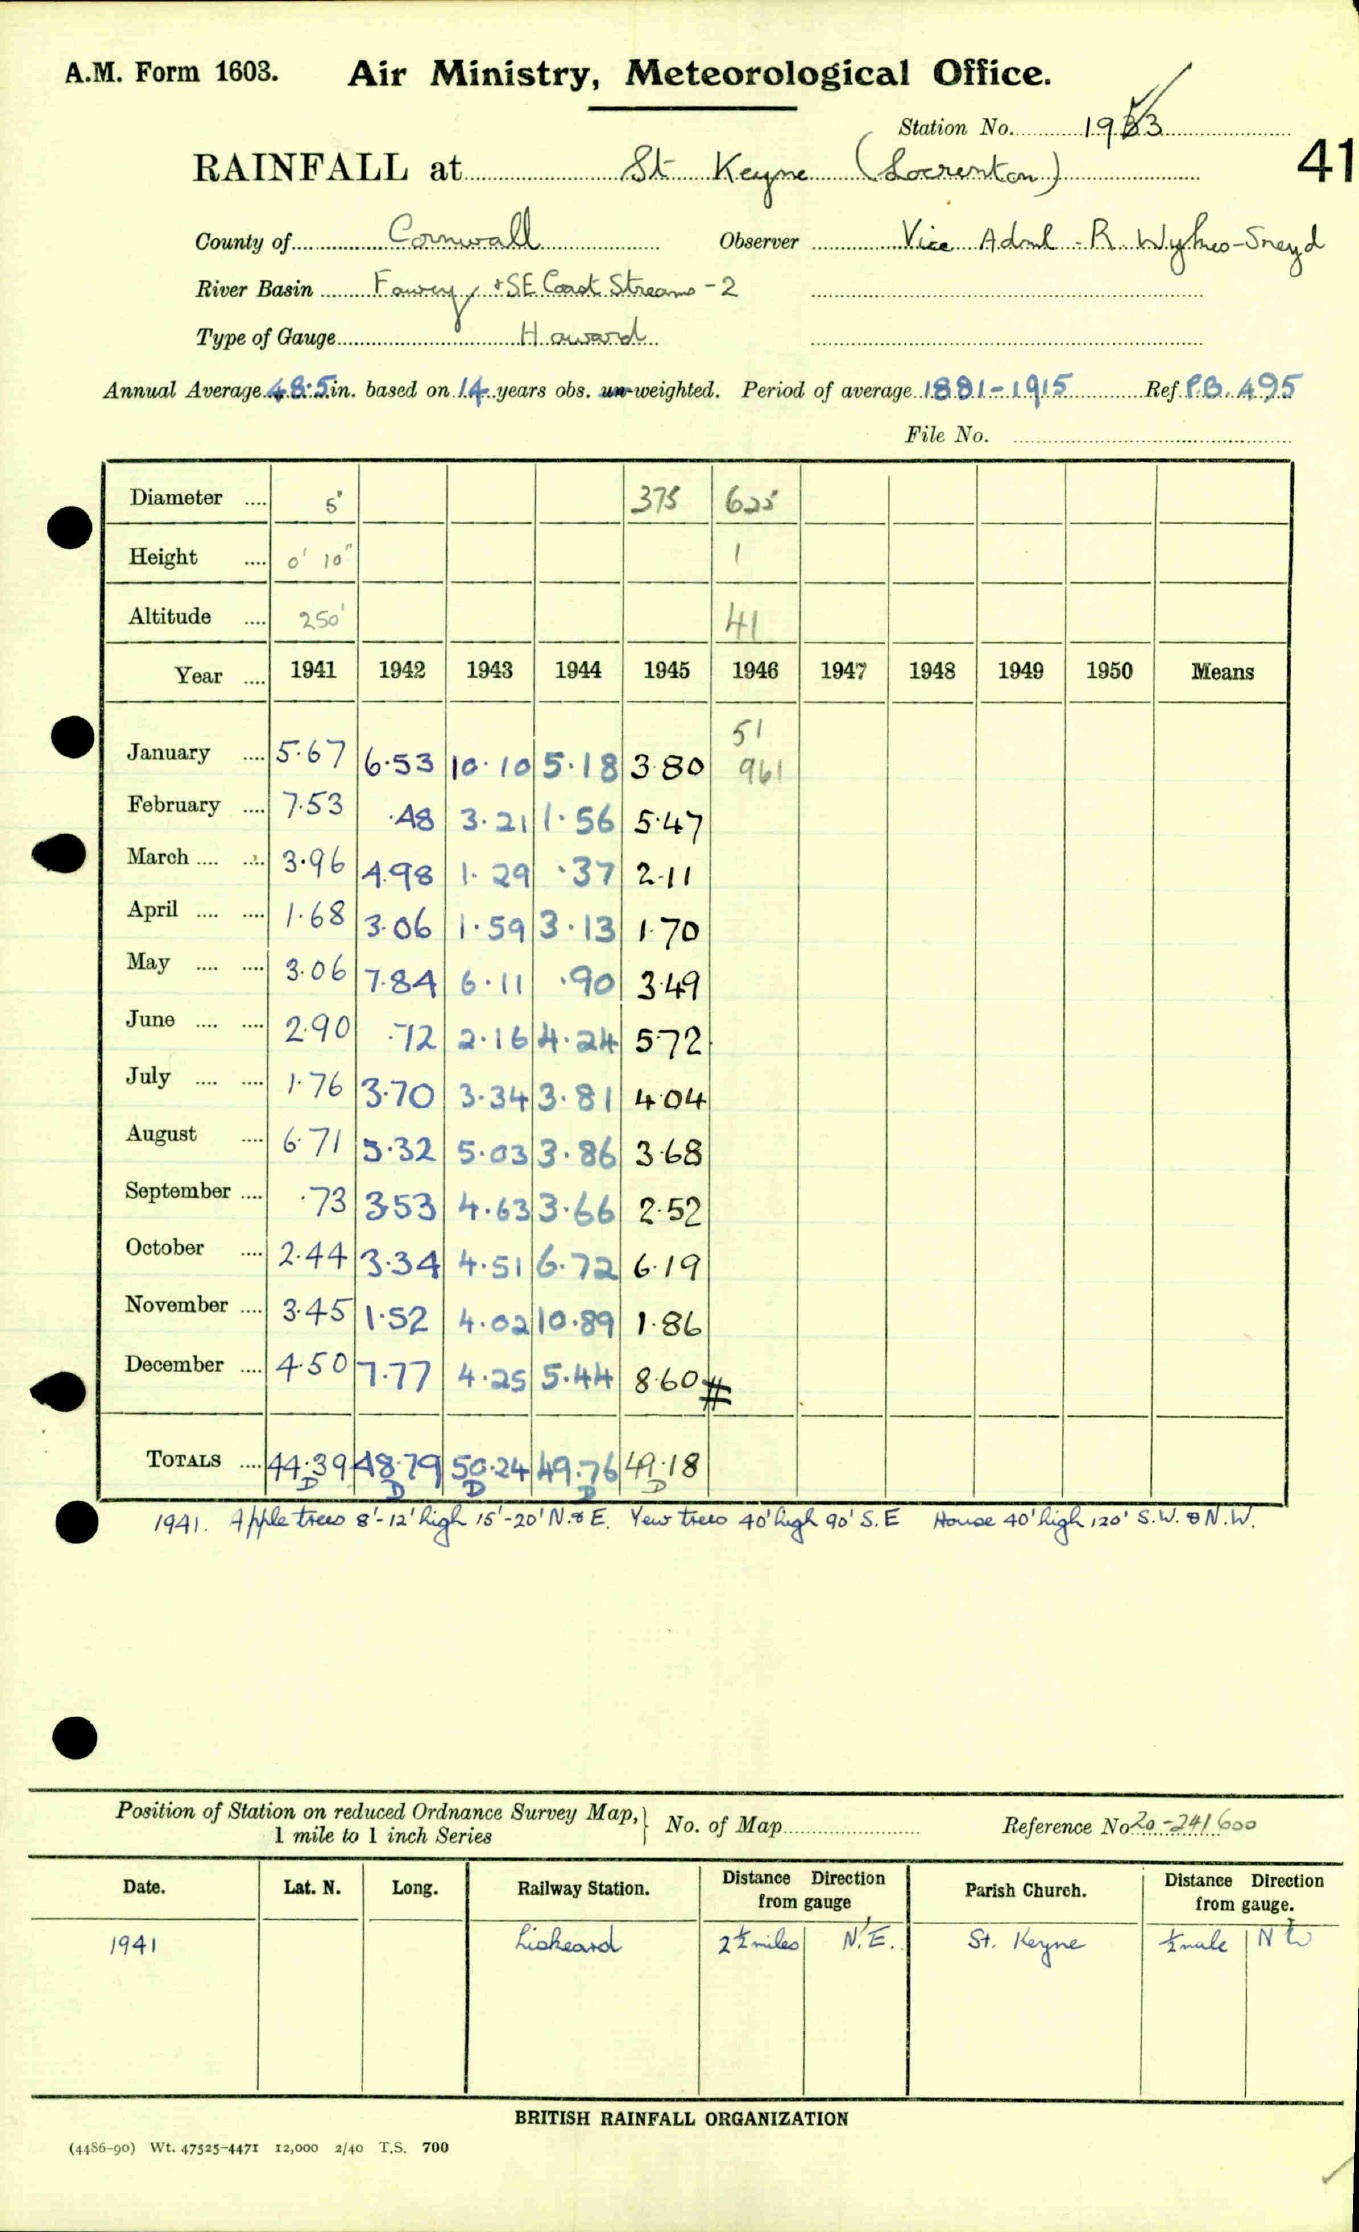 A.M. Form 1603. Air Ministry, Meteorological Office.
Station No. 1953
41
RAINFALL at St Keyne (Locrenton)
County of Cornwall Observer Vice Adml R Wykes-Sneyd
River Basin Fowey, +SE Coast Streams - 2
Type of Gauge Howard
Annual Average 48.5 in. based on 14 years obs. un-weighted. Period of average 1881-1915 Ref P.B. 495
File No.
Diameter 5" 375 625
Height 0' 10" 1
Altitude 250' 41
Year 1941 1942 1943 1944 1945 1946 1947 1948 1949 1950 Means
51
January 5.67 6.53 10.10 5.18 3.80 961
February 7.53 .48 3.21 1.56 5.47
March 3.96 4.98 1.29 .37 2.11
April 1.68 3.06 1.59 3.13 1.70
May 3.06 7.84 6.11 .90 3.49
June 2.90 .72 2.16 4.24 5.72
July 1.76 3.70 3.34 3.81 4.04
August 6.71 5.32 5.03 3.86 3.68
September .73 3.53 4.63 3.66 2.52
October 2.44 3.34 4.51 6.72 6.19
November 3.45 1.52 4.02 10.89 1.86
December 4.50 7.77 4.25 5.44 8.60 #
TOTALS 44.39 48.79 50.24 49.76 49.18
D D D D D
1941. Apple trees 8'-12' high 15'-20' N. & E. Yew trees 40' high 90' S.E House 40' high 120' S.W. & N.W.
Position of Station on reduced Ordnance Survey Map, 1 mile to 1 inch Series } No. of Map Reference No 20-241600
Date. Lat. N. Long. Railway Station. Distance Direction from gauge Parish Church. Distance Direction from gauge.
1941 Liskeard 2½ miles N.E. St. Keyne ½ mile N W
BRITISH RAINFALL ORGANIZATION
(4486-90) Wt. 47525-4471 12,000 2/40 T.S. 700